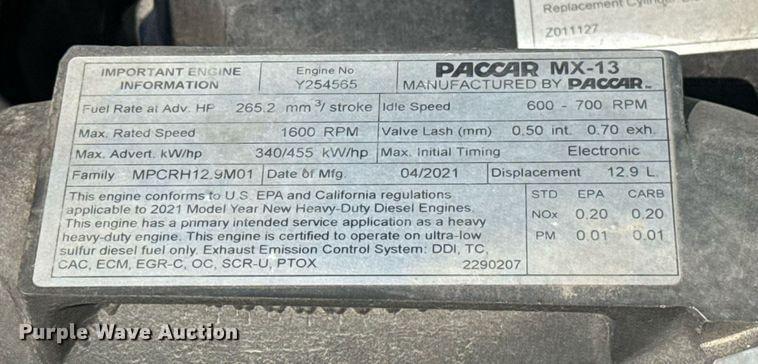 Replacement
Z011127
IMPORTANT ENGINE INFORMATION
Engine No
Y254565
PACCAR MX-13
MANUFACTURED BY PACCAR
Fuel Rate at Adv. HP 265.2 mm³/ stroke Idle Speed 600 - 700 RPM
Max. Rated Speed 1600 RPM Valve Lash (mm) 0.50 int. 0.70 exh.
Max. Advert. kW/hp 340/455 kW/hp Max. Initial Timing Electronic
Family MPCRH12.9M01 Date of Mfg. 04/2021 Displacement 12.9 L
This engine conforms to U.S. EPA and California regulations
applicable to 2021 Model Year New Heavy-Duty Diesel Engines.
This engine has a primary intended service application as a heavy
heavy-duty engine. This engine is certified to operate on ultra-low
sulfur diesel fuel only. Exhaust Emission Control System: DDI, TC,
CAC, ECM, EGR-C, OC, SCR-U, PTOX 2290207
STD EPA CARB
NOx 0.20 0.20
PM 0.01 0.01
Purple Wave Auction